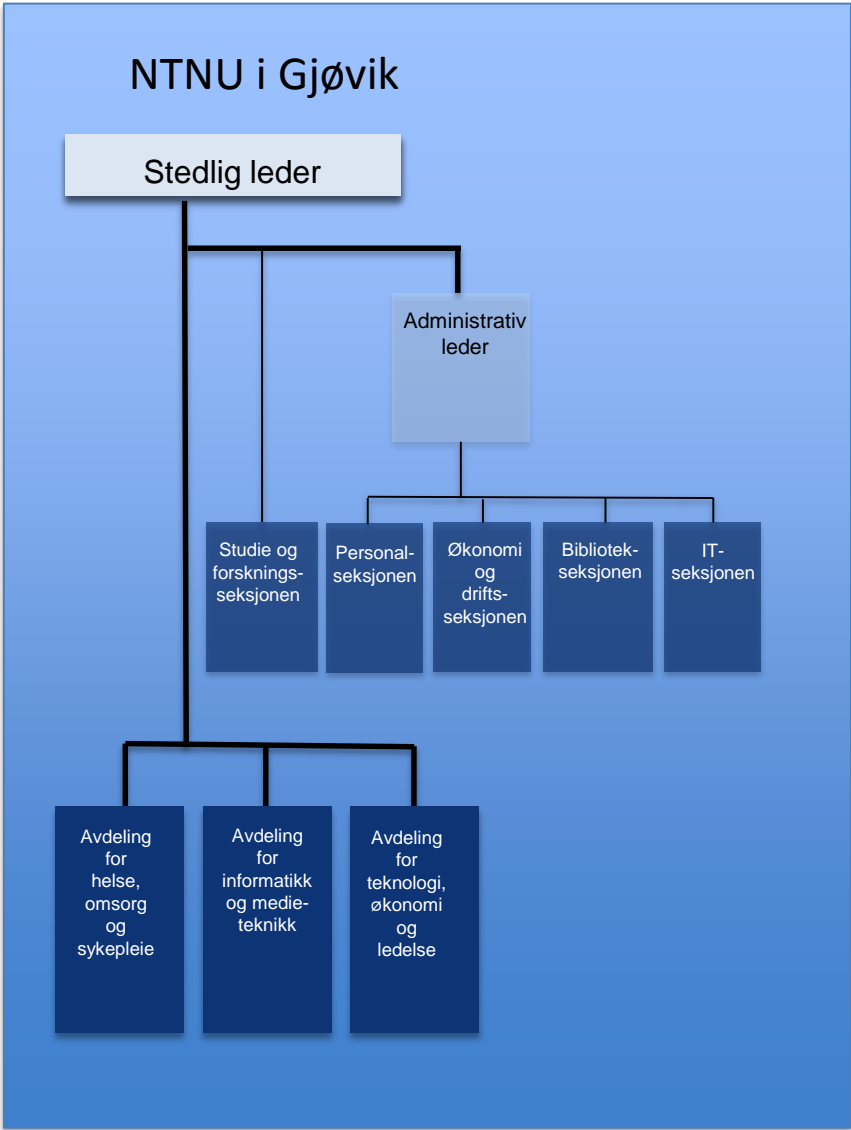 NTNU i Gjøvik
Stedlig leder
Administrativ
leder
Studie og
forsknings-
seksjonen
Personal-
seksjonen
Økonomi
og
drifts-
seksjonen
Bibliotek-
seksjonen
IT-
seksjonen
Avdeling
for
helse,
omsorg
og
sykepleie
Avdeling
for
informatikk
og medie-
teknikk
Avdeling
for
teknologi,
økonomi
og
ledelse